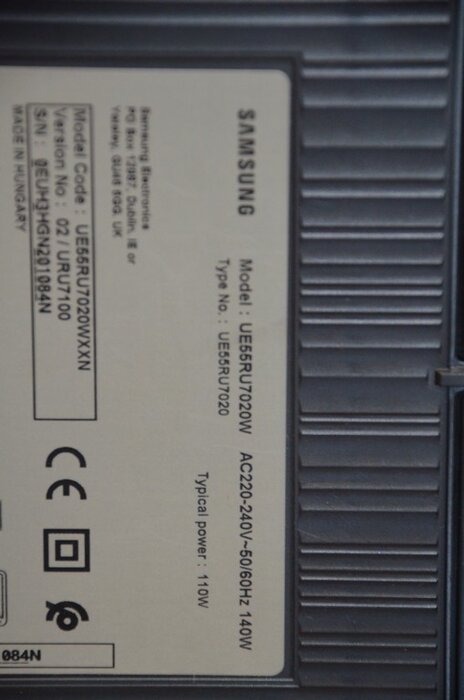 SAMSUNG
Model : UE55RU7020W AC220-240V~50/60Hz 140W
Type No. : UE55RU7020
Typical power : 110W
Samsung Electronics
PO Box 12987, Dublin, IE or
Yateley, GU46 6GG, UK
Model Code : UE55RU7020WXXN
Version No : 02 / URU7100
S/N : 0EUH3HGN201084N
MADE IN HUNGARY
CE
084N